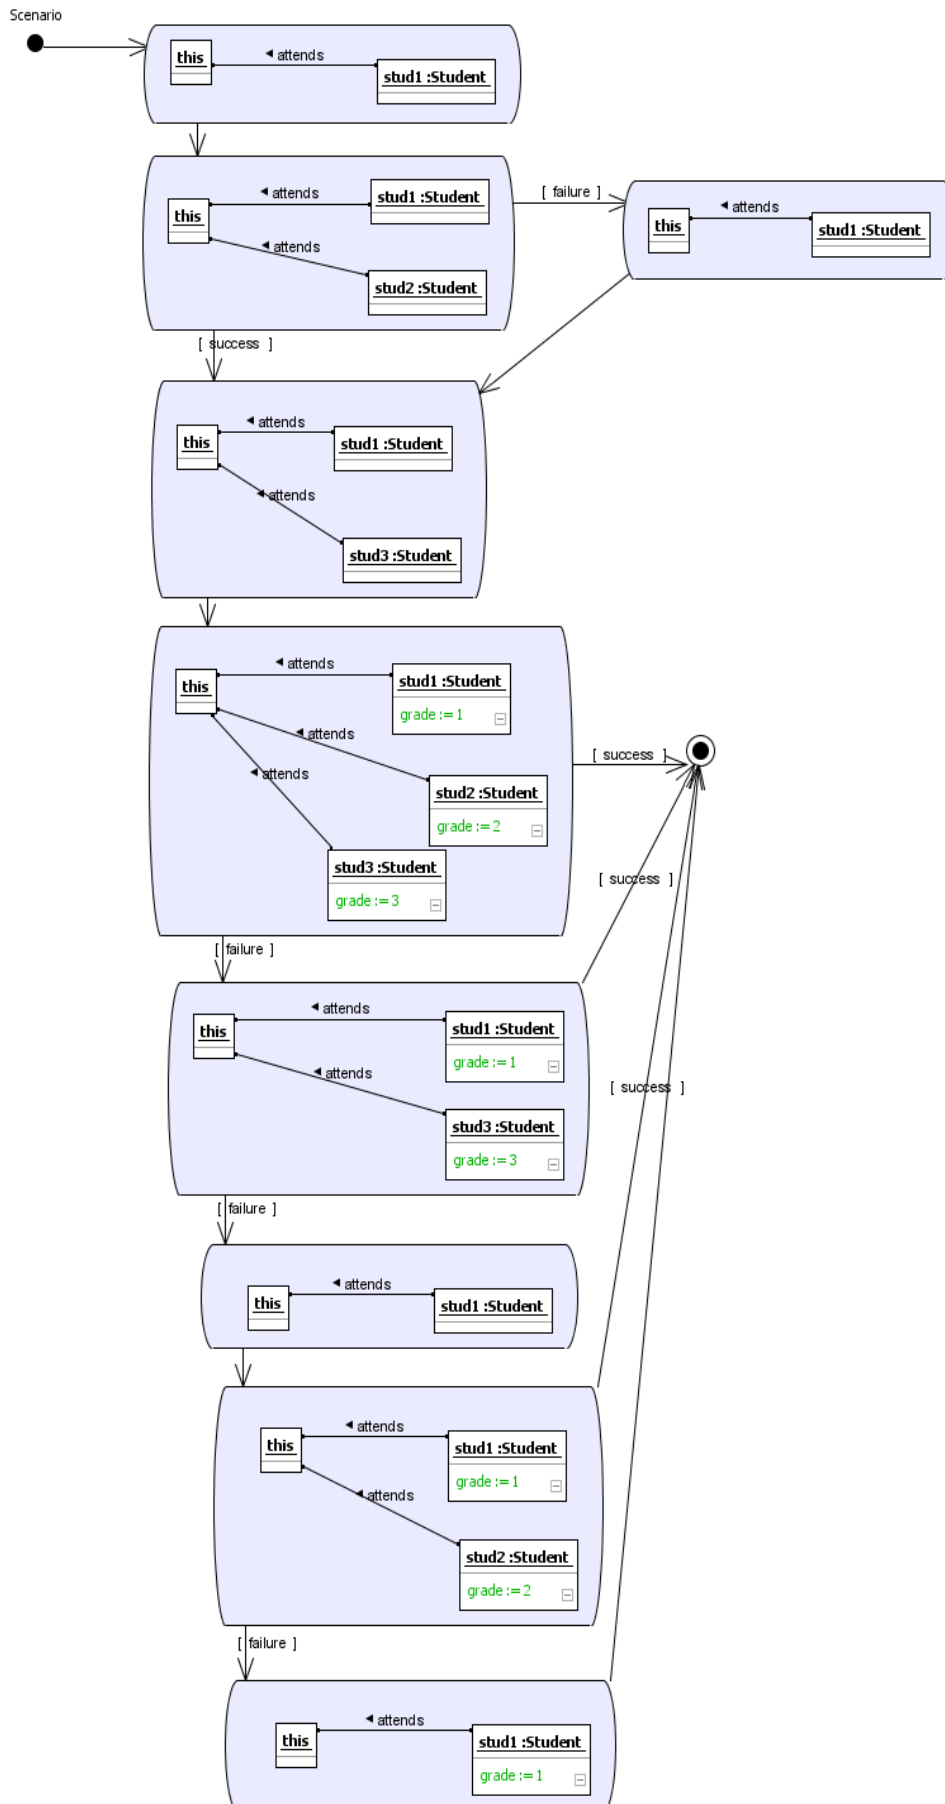 Scenario
this
attends
stud1 :Student
this
attends
stud1 :Student
attends
stud2 :Student
[ failure ]
this
attends
stud1 :Student
[ success ]
this
attends
stud1 :Student
attends
stud3 :Student
this
attends
stud1 :Student
grade := 1
attends
stud2 :Student
grade := 2
attends
stud3 :Student
grade := 3
[ success ]
[ failure ]
[ success ]
this
attends
stud1 :Student
grade := 1
attends
stud3 :Student
grade := 3
[ success ]
[ failure ]
this
attends
stud1 :Student
this
attends
stud1 :Student
grade := 1
attends
stud2 :Student
grade := 2
[ failure ]
this
attends
stud1 :Student
grade := 1